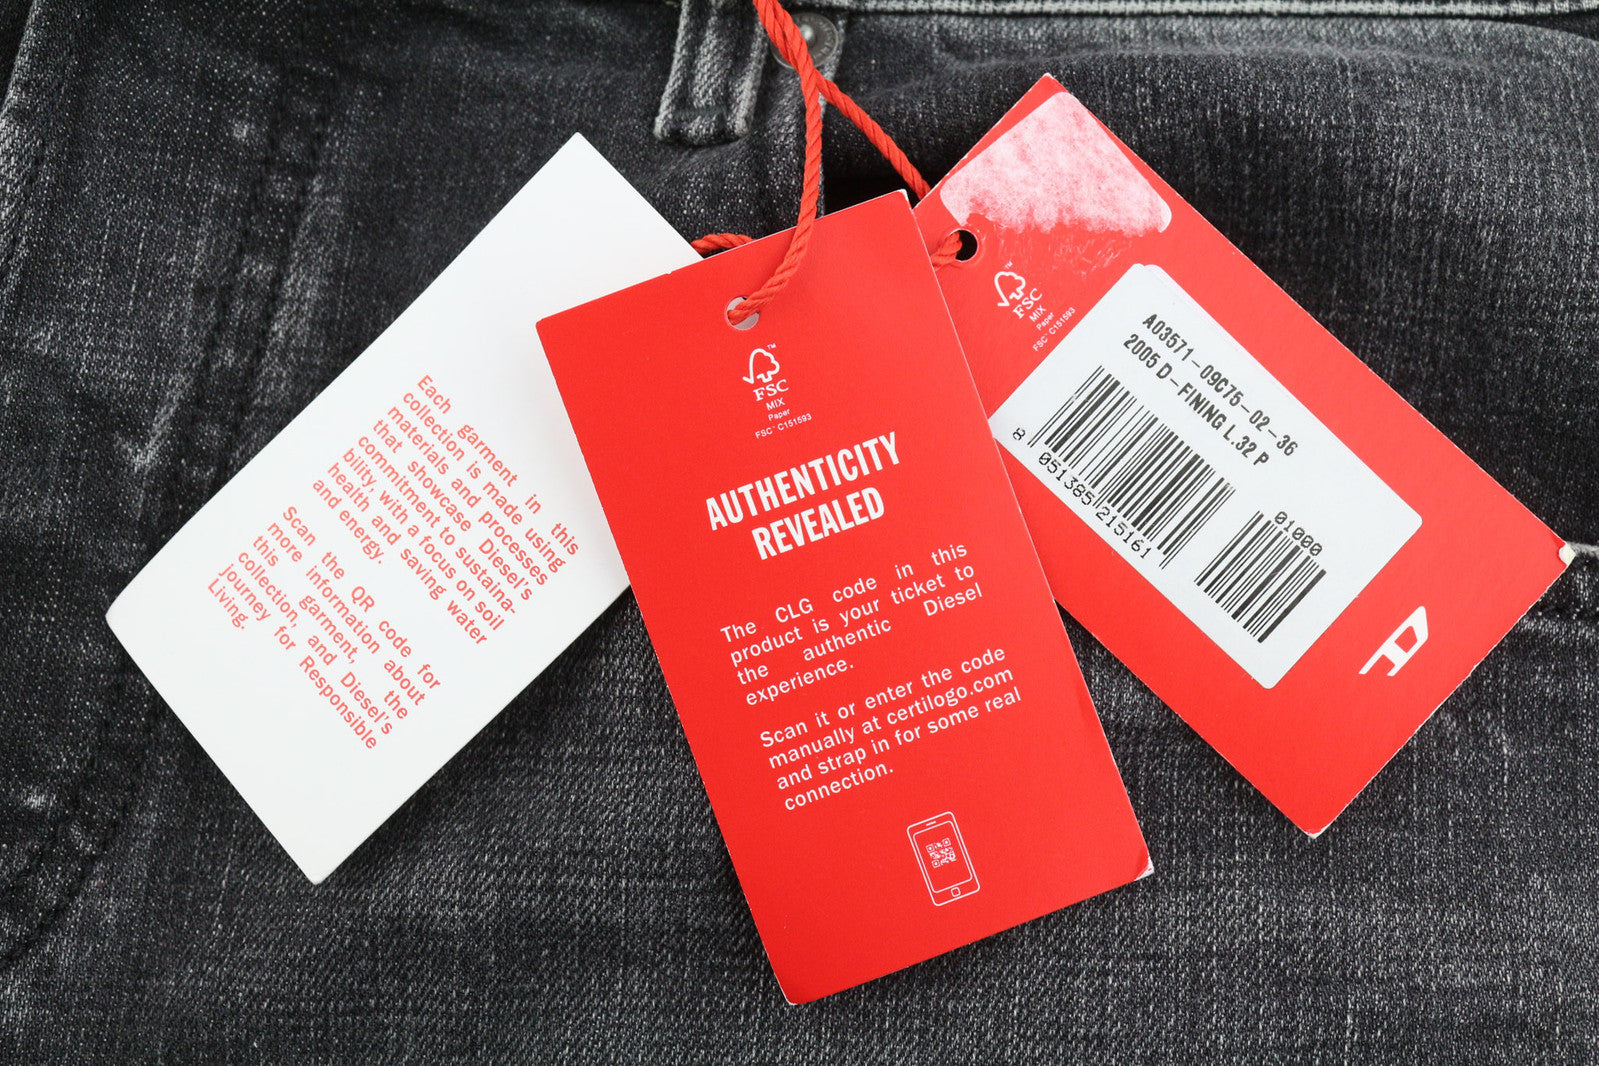 Each garment in this
collection is made using
materials and processes
that showcase Diesel's
commitment to sustaina-
bility, with a focus on soil
health and saving water
and energy.
Scan the QR code for
more information about
this garment, the
collection, and Diesel's
journey for Responsible
Living.
FSC™
MIX
Paper
FSC™ C151593
AUTHENTICITY
REVEALED
The CLG code in this
product is your ticket to
the authentic Diesel
experience.
Scan it or enter the code
manually at certilogo.com
and strap in for some real
connection.
FSC™
MIX
Paper
FSC™ C151593
A03571-09C75-02-36
2005 D-FINING L.32 P
8 051385 215161
01000
D